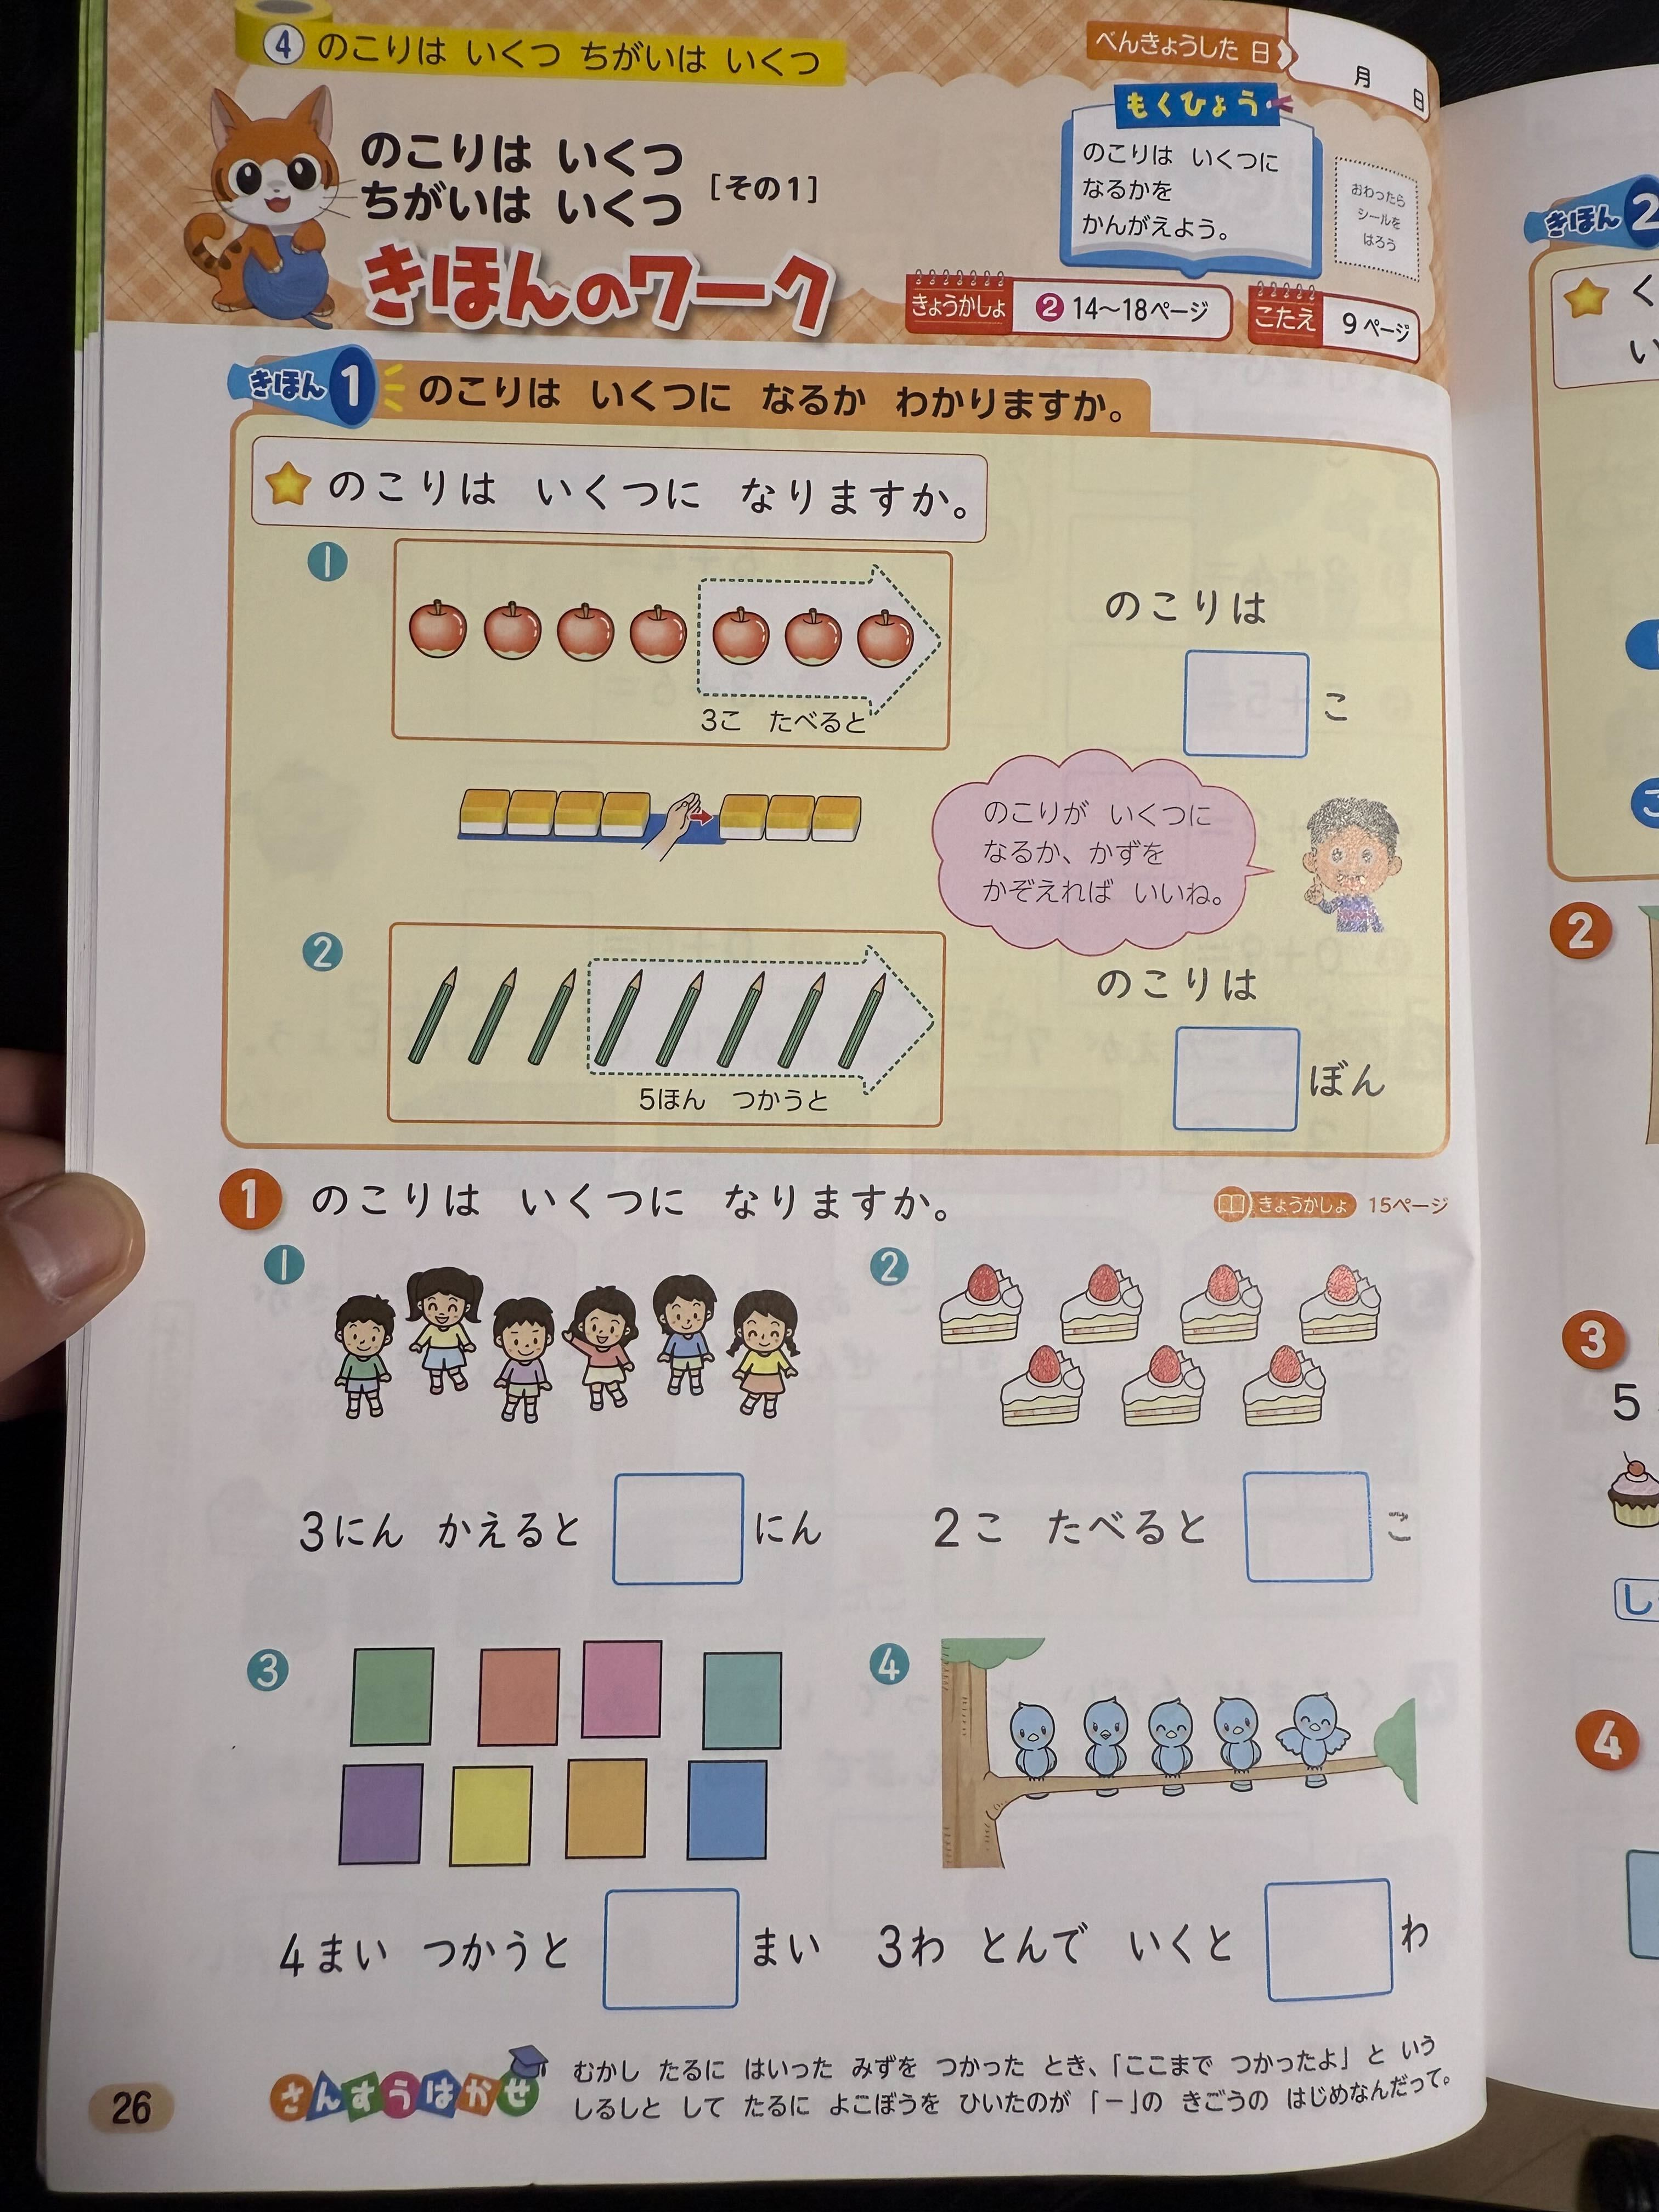 ④ のこりは いくつ ちがいは いくつ
べんきょうした 日
月 日
のこりは いくつ
ちがいは いくつ
[その1]
きほんのワーク
もくひょう
のこりは いくつに
なるかを
かんがえよう。
おわったら
シールを
はろう
きょうかしょ ❷ 14〜18ページ
こたえ 9ページ
きほん 1 のこりは いくつに なるか わかりますか。
のこりは いくつに なりますか。
❶
3こ たべると
のこりは
こ
のこりが いくつに
なるか、かずを
かぞえれば いいね。
❷
5ほん つかうと
のこりは
ぼん
1 のこりは いくつに なりますか。
きょうかしょ 15ページ
❶
3にん かえると にん
❷
2こ たべると こ
❸
4まい つかうと まい
❹
3わ とんで いくと わ
さんすうはかせ
むかし たるに はいった みずを つかった とき、「ここまで つかったよ」と いう
しるしと して たるに よこぼうを ひいたのが 「−」の きごうの はじめなんだって。
26
きほん 2
く
い
2
3
5
し
4